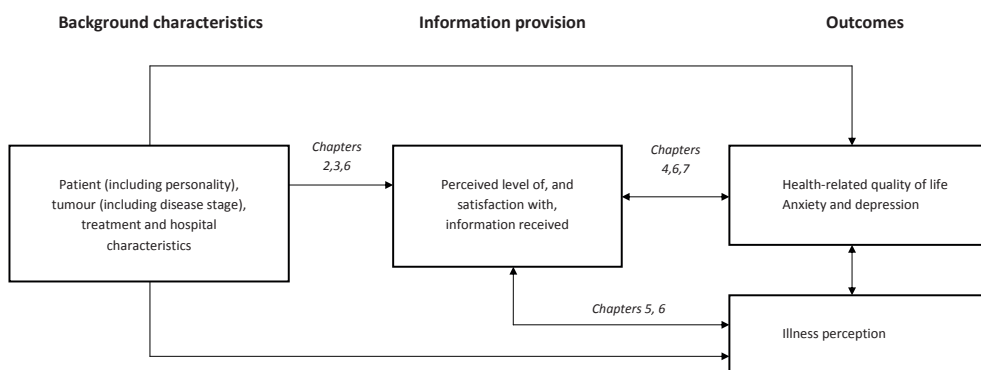 Background characteristics
Information provision
Outcomes
Chapters
2,3,6
Chapters
4,6,7
Patient (including personality),
tumour (including disease stage),
treatment and hospital
characteristics
Perceived level of, and
satisfaction with,
information received
Health-related quality of life
Anxiety and depression
Chapters 5, 6
Illness perception